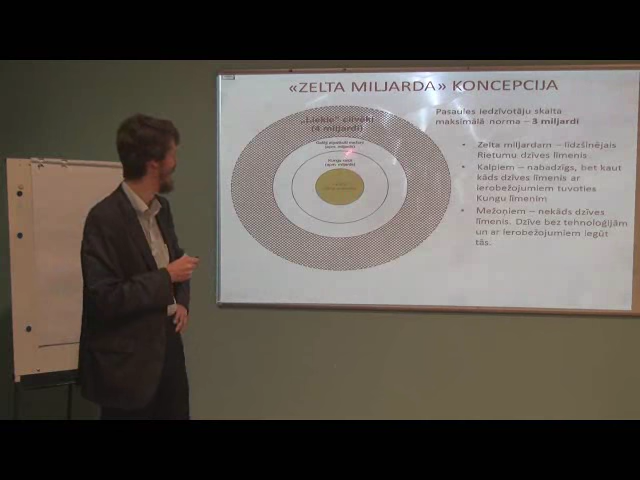 «ZELTA MILJARDA» KONCEPCIJA
„Liekie” cilvēki
(4 miljardi)
Pasaules iedzīvotāju skaita
maksimālā norma – 3 miljardi
• Zelta miljardam – līdzšinējais
Rietumu dzīves līmenis
• Kalpiem – nabadzīgs, bet kaut
kāds dzīves līmenis ar
ierobežojumiem tuvoties
Kungu līmenim
• Mežoņiem – nekāds dzīves
līmenis. Dzīve bez tehnoloģijām
un ar ierobežojumiem iegūt
tās.